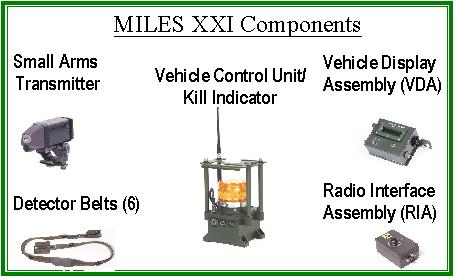 MILES XXI Components
Small Arms
Transmitter
Vehicle Control Unit/
Kill Indicator
Vehicle Display
Assembly (VDA)
Detector Belts (6)
Radio Interface
Assembly (RIA)